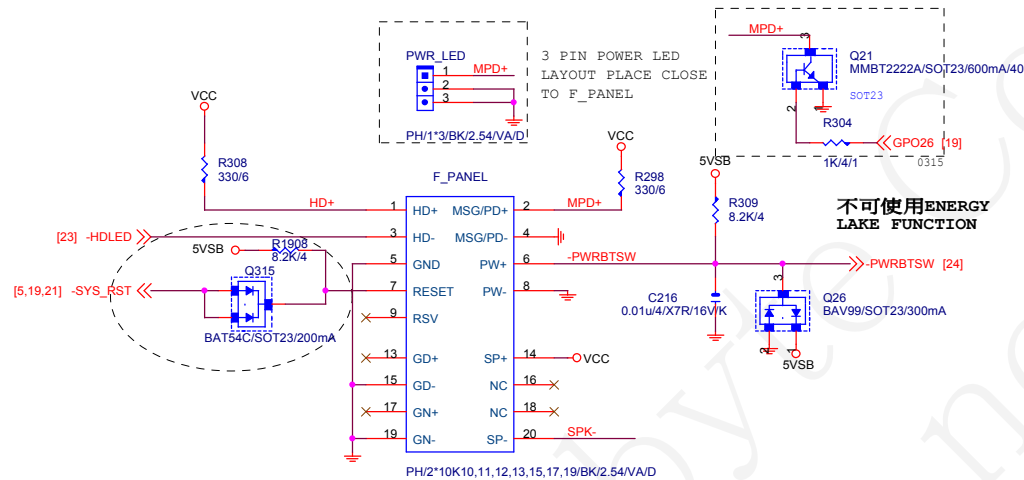 PWR_LED
1
2
3
MPD+
3 PIN POWER LED
LAYOUT PLACE CLOSE
TO F_PANEL
PH/1*3/BK/2.54/VA/D
MPD+
3
Q21
MMBT2222A/SOT23/600mA/40
SOT23
2
1
R304
1K/4/1
GPO26 [19]
0315
VCC
R308
330/6
HD+
VCC
R298
330/6
MPD+
5VSB
R309
8.2K/4
不可使用ENERGY
LAKE FUNCTION
F_PANEL
1 HD+ MSG/PD+ 2
3 HD- MSG/PD- 4
5 GND PW+ 6
7 RESET PW- 8
9 RSV
13 GD+ SP+ 14
15 GD- NC 16
17 GN+ NC 18
19 GN- SP- 20
PH/2*10K10,11,12,13,15,17,19/BK/2.54/VA/D
[23] -HDLED
5VSB
R1908
8.2K/4
Q315
[5,19,21] -SYS_RST
BAT54C/SOT23/200mA
-PWRBTSW
-PWRBTSW [24]
C216
0.01u/4/X7R/16V/K
3
Q26
BAV99/SOT23/300mA
2
1
5VSB
VCC
SPK-